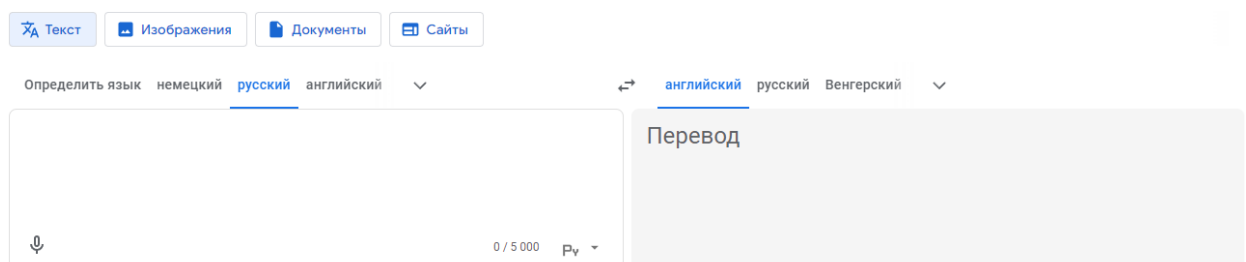 Текст Изображения Документы Сайты
Определить язык немецкий русский английский английский русский Венгерский
Перевод
0 / 5 000 Ру